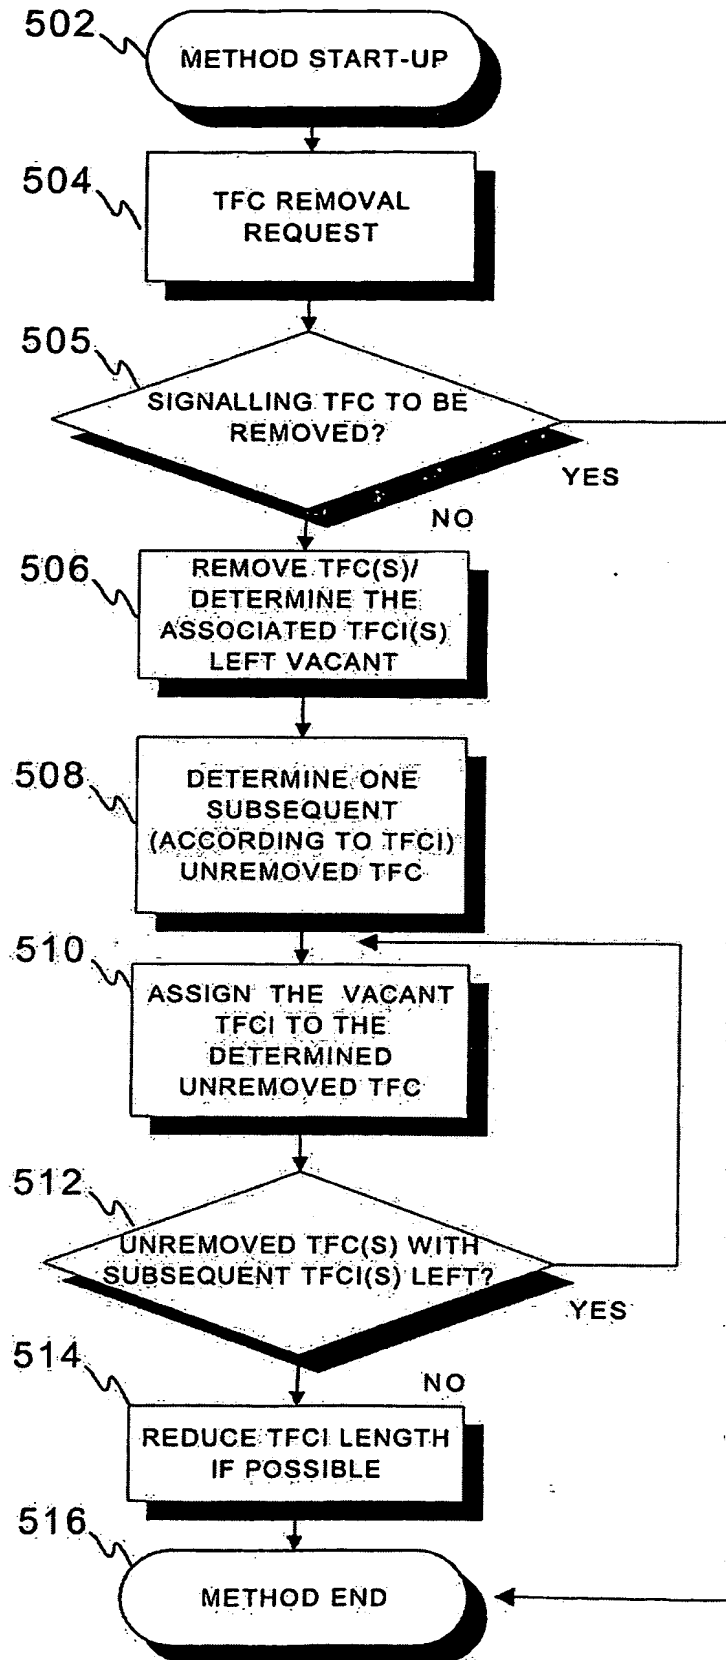 502
METHOD START-UP
504
TFC REMOVAL
REQUEST
505
SIGNALLING TFC TO BE
REMOVED?
YES
NO
506
REMOVE TFC(S)/
DETERMINE THE
ASSOCIATED TFCI(S)
LEFT VACANT
508
DETERMINE ONE
SUBSEQUENT
(ACCORDING TO TFCI)
UNREMOVED TFC
510
ASSIGN THE VACANT
TFCI TO THE
DETERMINED
UNREMOVED TFC
512
UNREMOVED TFC(S) WITH
SUBSEQUENT TFCI(S) LEFT?
YES
NO
514
REDUCE TFCI LENGTH
IF POSSIBLE
516
METHOD END